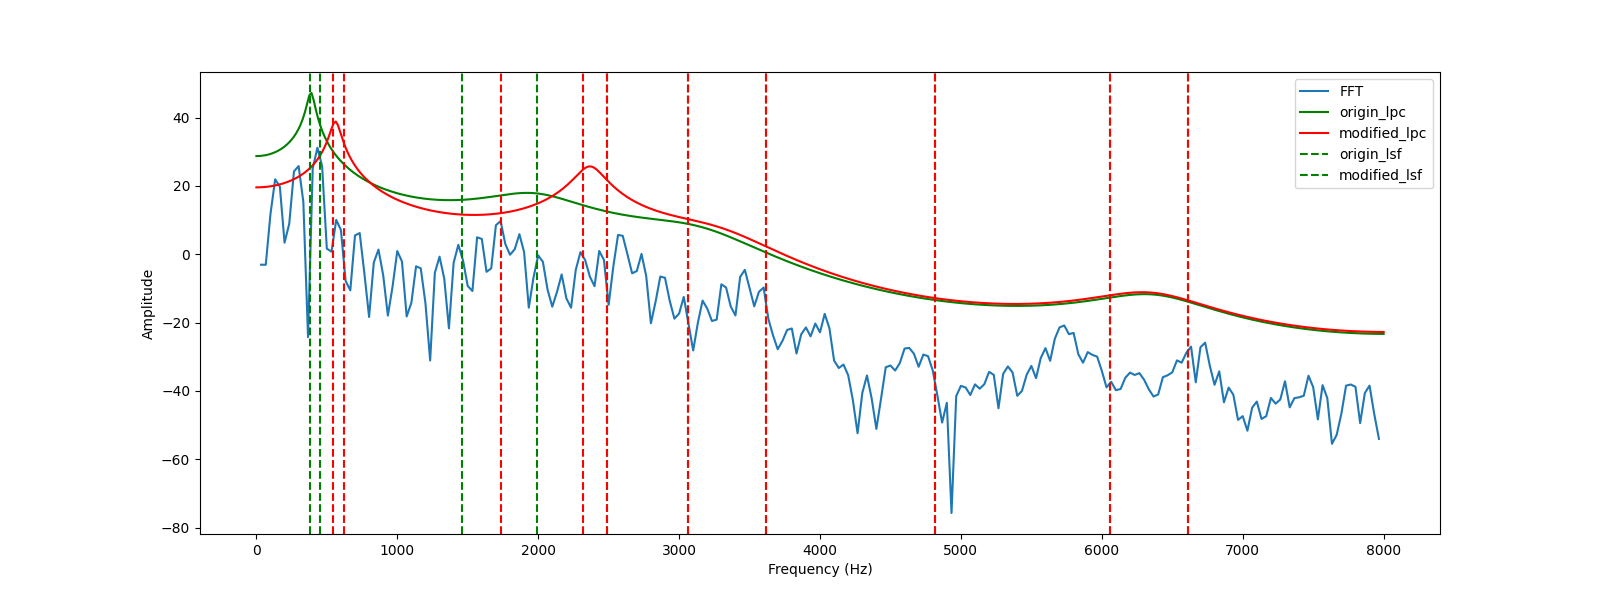 FFT
origin_lpc
modified_lpc
origin_lsf
modified_lsf
40
20
0
−20
−40
−60
−80
Amplitude
0 1000 2000 3000 4000 5000 6000 7000 8000
Frequency (Hz)